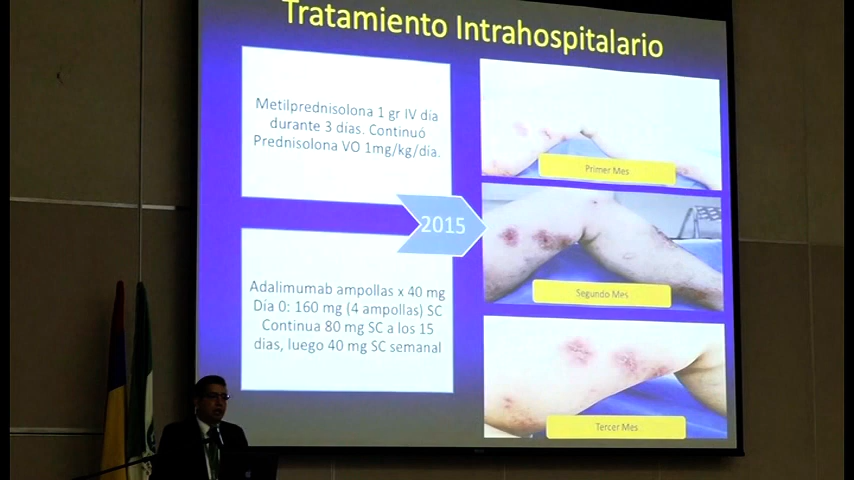 Tratamiento Intrahospitalario
Metilprednisolona 1 gr IV día
durante 3 días. Continuó
Prednisolona VO 1mg/kg/día.
2015
Adalimumab ampollas x 40 mg
Día 0: 160 mg (4 ampollas) SC
Continua 80 mg SC a los 15
dias, luego 40 mg SC semanal
Primer Mes
Segundo Mes
Tercer Mes